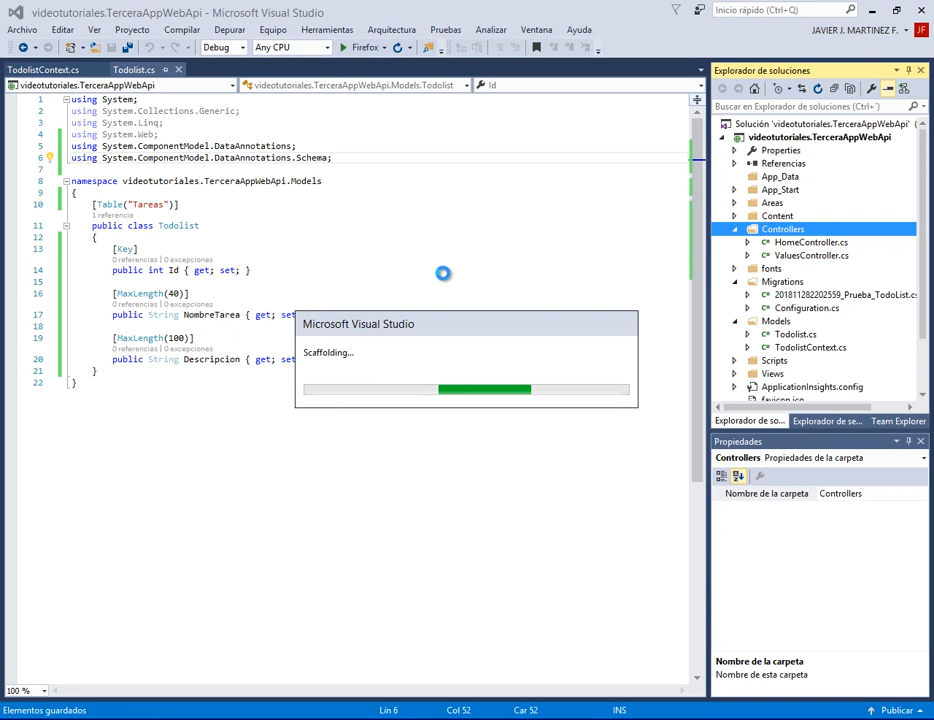 videotutoriales.TerceraAppWebApi - Microsoft Visual Studio
Inicio rápido (Ctrl+Q)
Archivo Editar Ver Proyecto Compilar Depurar Equipo Herramientas Arquitectura Pruebas Analizar Ventana Ayuda
JAVIER J. MARTINEZ F. JF
Debug Any CPU Firefox
TodolistContext.cs Todolist.cs
videotutoriales.TerceraAppWebApi videotutoriales.TerceraAppWebApi.Models.Todolist Id
1 using System;
2 using System.Collections.Generic;
3 using System.Linq;
4 using System.Web;
5 using System.ComponentModel.DataAnnotations;
6 using System.ComponentModel.DataAnnotations.Schema;
7
8 namespace videotutoriales.TerceraAppWebApi.Models
9 {
10 [Table("Tareas")]
1 referencia
11 public class Todolist
12 {
13 [Key]
0 referencias | 0 excepciones
14 public int Id { get; set; }
15
16 [MaxLength(40)]
0 referencias | 0 excepciones
17 public String NombreTarea { get; set
18
19 [MaxLength(100)]
0 referencias | 0 excepciones
20 public String Descripcion { get; set
21 }
22 }
Microsoft Visual Studio
Scaffolding...
100 %
Explorador de soluciones
Buscar en Explorador de soluciones (Ctrl+')
Solución 'videotutoriales.TerceraAppWebApi'
videotutoriales.TerceraAppWebApi
Properties
Referencias
App_Data
App_Start
Areas
Content
Controllers
HomeController.cs
ValuesController.cs
fonts
Migrations
201811282202559_Prueba_TodoList.cs
Configuration.cs
Models
Todolist.cs
TodolistContext.cs
Scripts
Views
ApplicationInsights.config
favicon.ico
Explorador de so... Explorador de se... Team Explorer
Propiedades
Controllers Propiedades de la carpeta
Nombre de la carpeta Controllers
Nombre de la carpeta
Nombre de esta carpeta
Elementos guardados Lín 6 Col 52 Car 52 INS Publicar